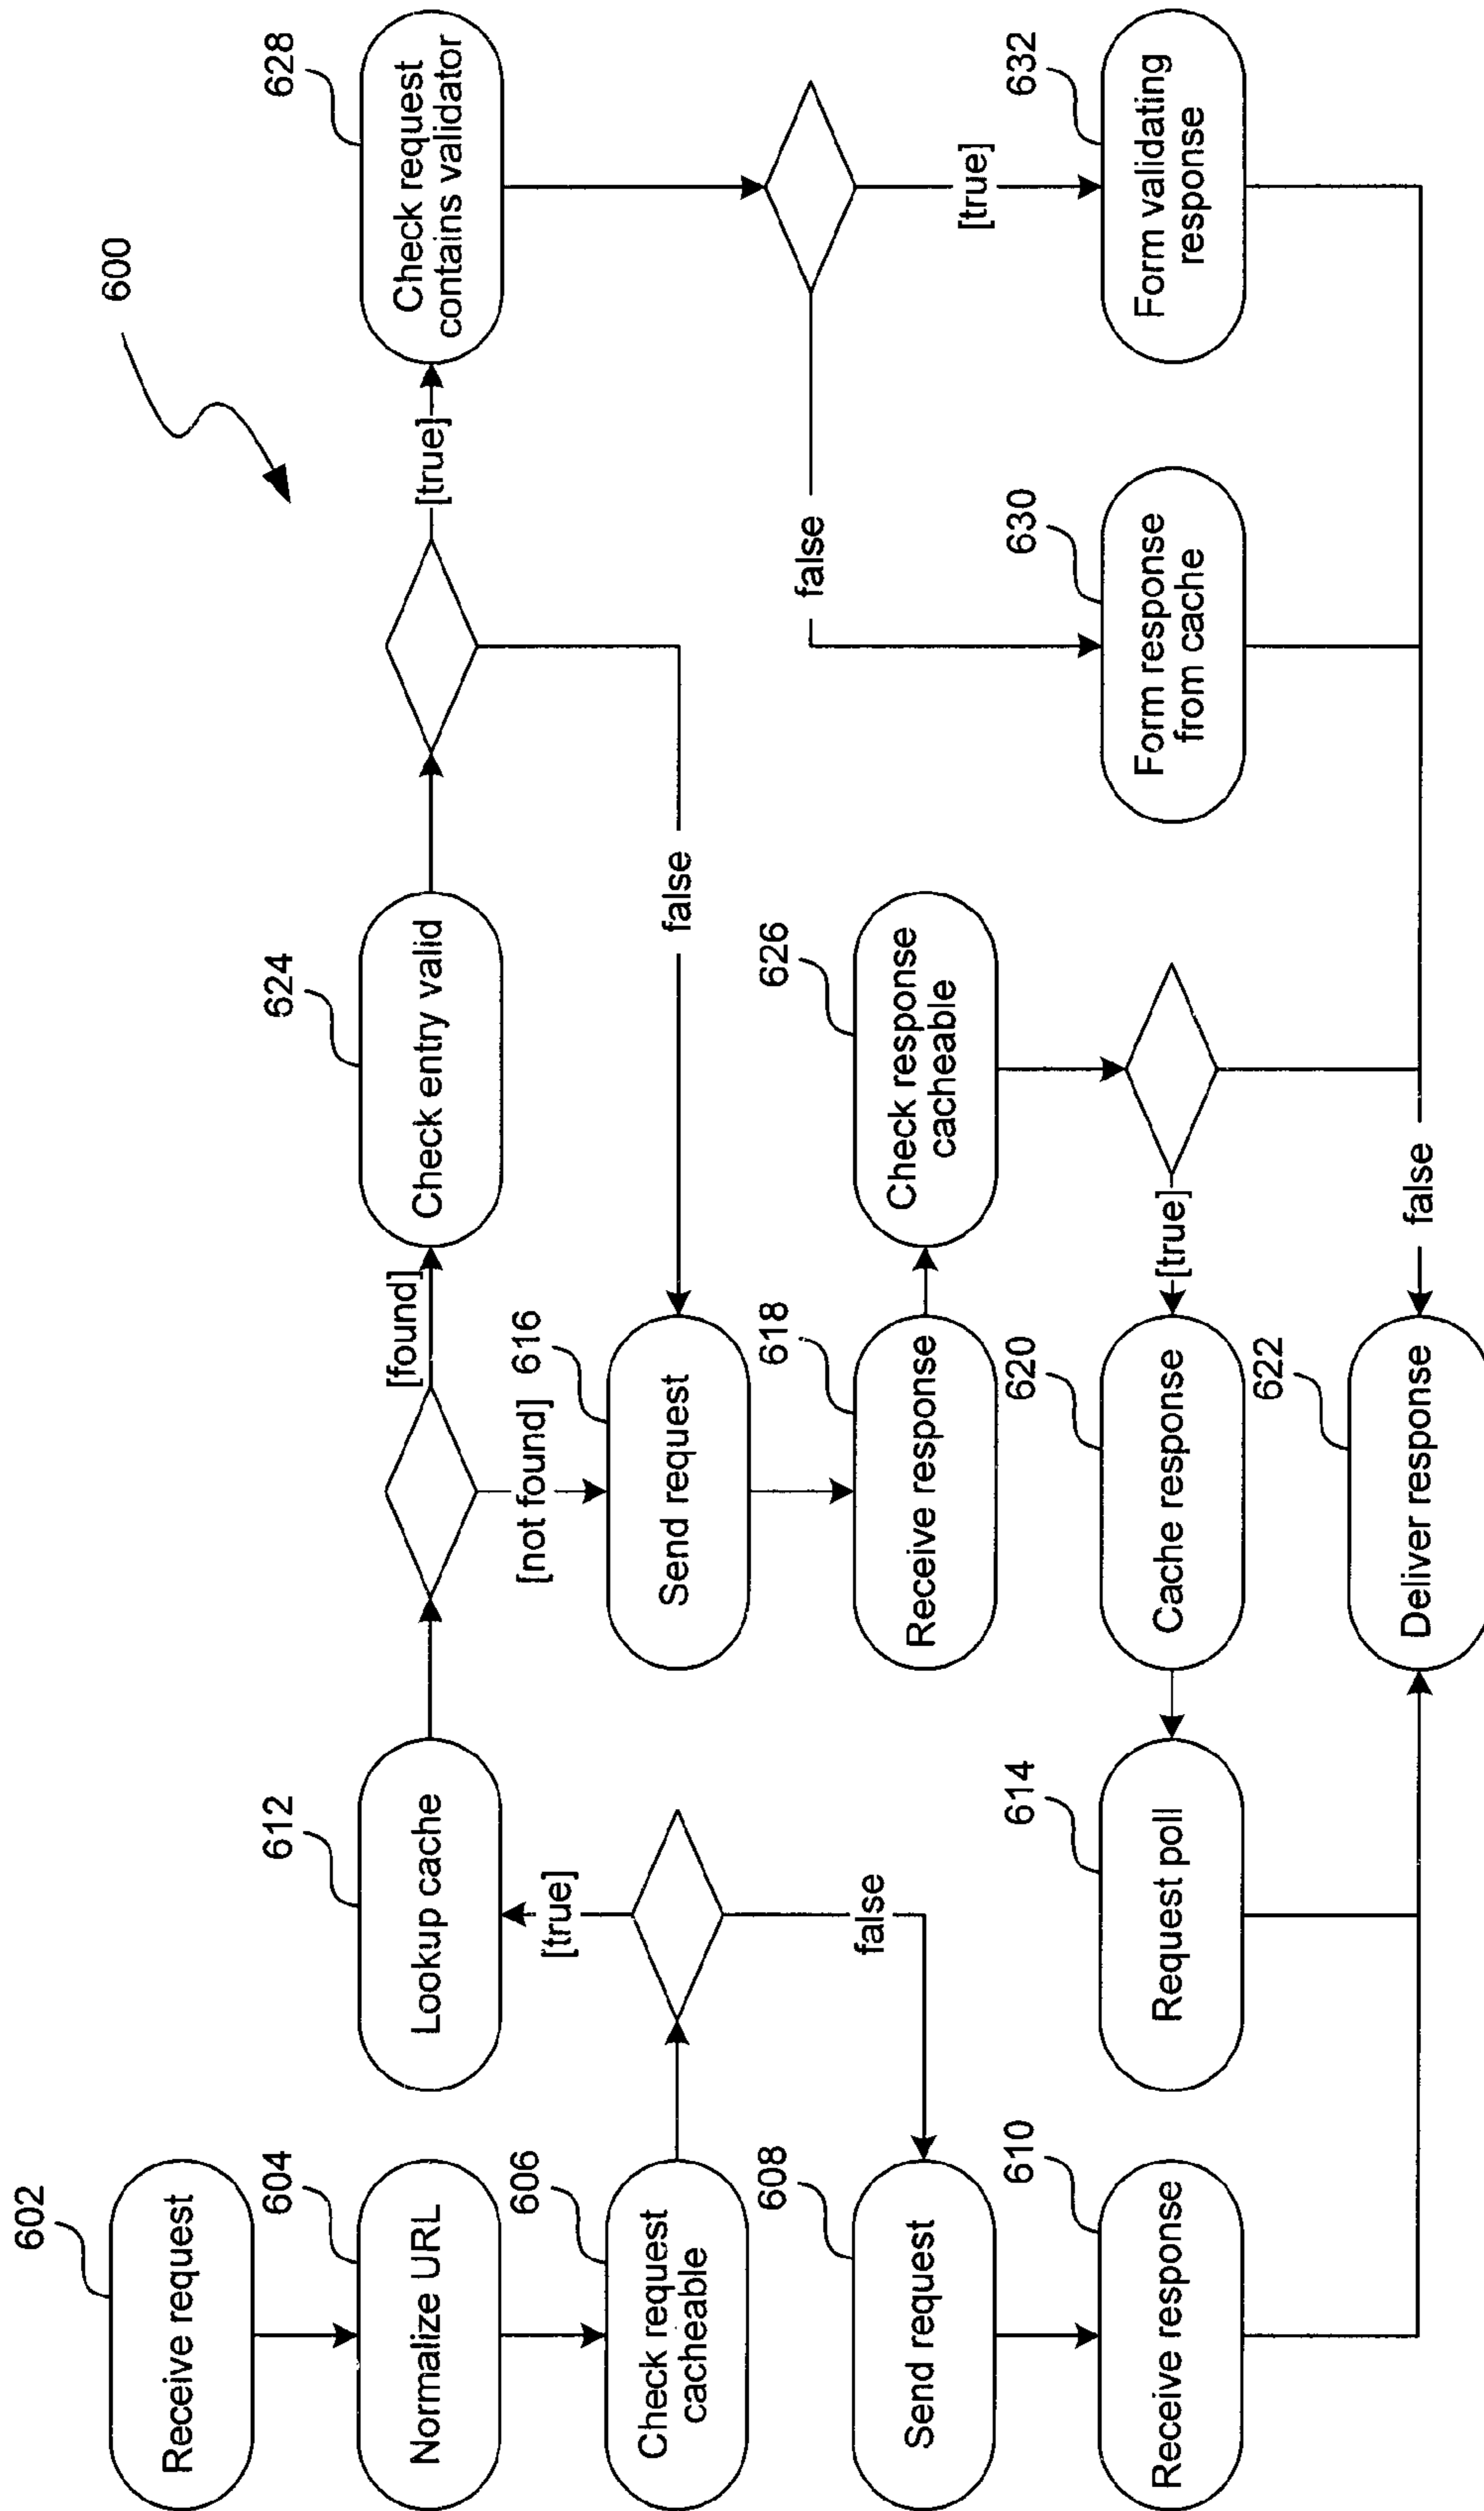 600
602
Receive request
604
Normalize URL
606
Check request
cacheable
608
Send request
610
Receive response
612
Lookup cache
[true]
false
614
Request poll
[found]
[not found]
616
Send request
618
Receive response
620
Cache response
622
Deliver response
624
Check entry valid
626
Check response
cacheable
[true]
false
[true]
false
628
Check request
contains validator
false
[true]
630
Form response
from cache
632
Form validating
response